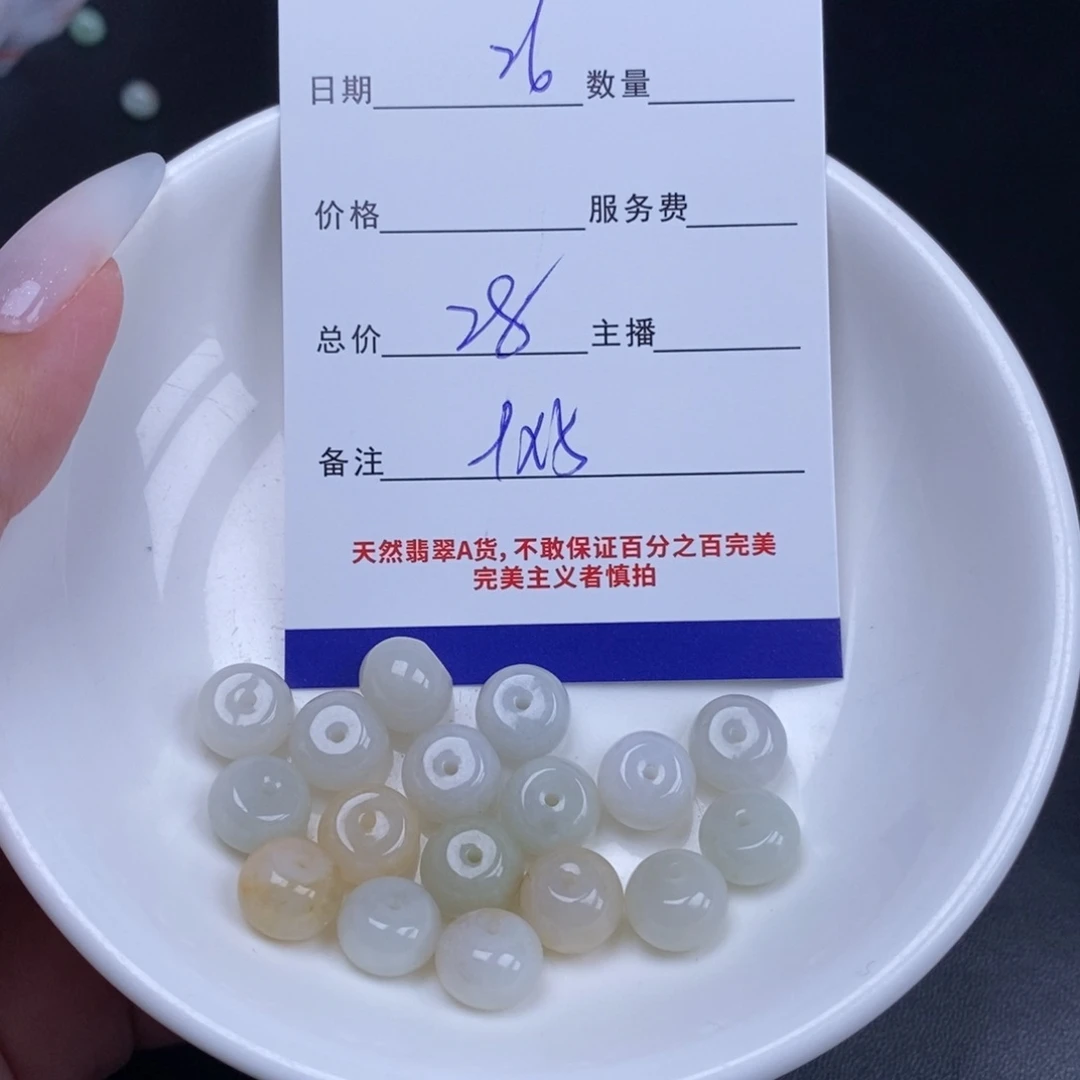 日期 26 数量
价格 服务费
总价 28 主播
备注
天然翡翠A货,不敢保证百分之百完美
完美主义者慎拍